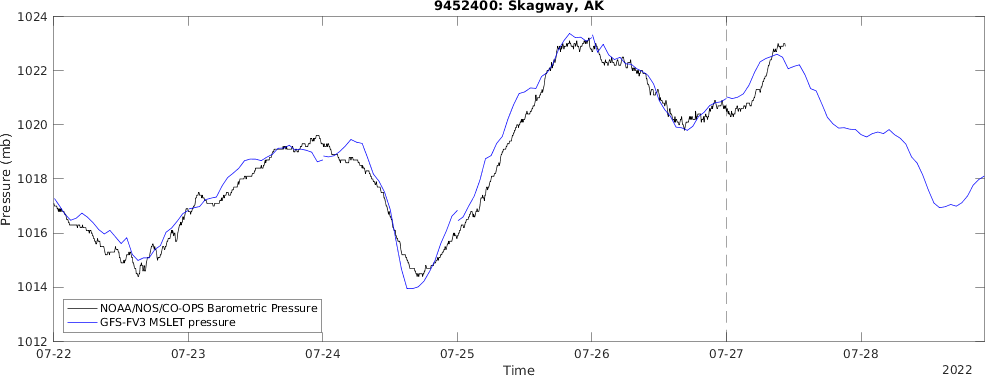 9452400: Skagway, AK
Pressure (mb)
1024
1022
1020
1018
1016
1014
1012
NOAA/NOS/CO-OPS Barometric Pressure
GFS-FV3 MSLET pressure
07-22 07-23 07-24 07-25 07-26 07-27 07-28
Time
2022